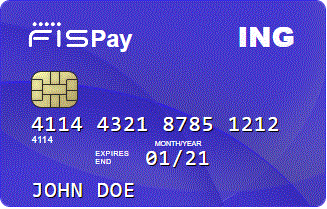 FISPay ING
4114 4321 8785 1212
4114
MONTH/YEAR
EXPIRES END 01/21
JOHN DOE